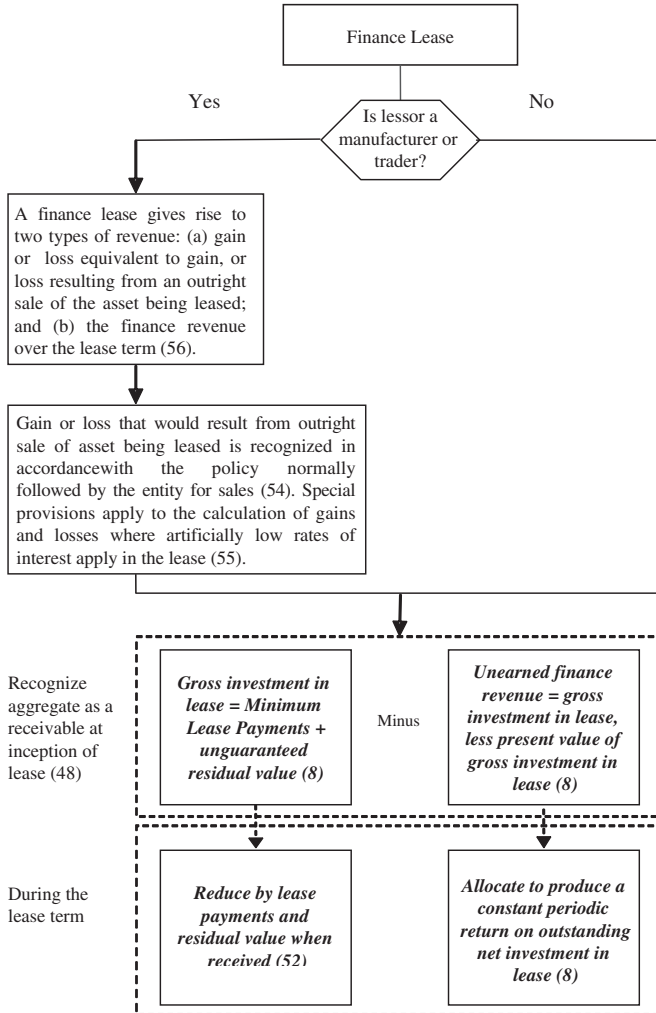 Finance Lease
Yes
No
Is lessor a
manufacturer or
trader?
A finance lease gives rise to
two types of revenue: (a) gain
or loss equivalent to gain, or
loss resulting from an outright
sale of the asset being leased;
and (b) the finance revenue
over the lease term (56).
Gain or loss that would result from outright
sale of asset being leased is recognized in
accordancewith the policy normally
followed by the entity for sales (54). Special
provisions apply to the calculation of gains
and losses where artificially low rates of
interest apply in the lease (55).
Recognize
aggregate as a
receivable at
inception of
lease (48)
Gross investment in
lease = Minimum
Lease Payments +
unguaranteed
residual value (8)
Minus
Unearned finance
revenue = gross
investment in lease,
less present value of
gross investment in
lease (8)
During the
lease term
Reduce by lease
payments and
residual value when
received (52)
Allocate to produce a
constant periodic
return on outstanding
net investment in
lease (8)